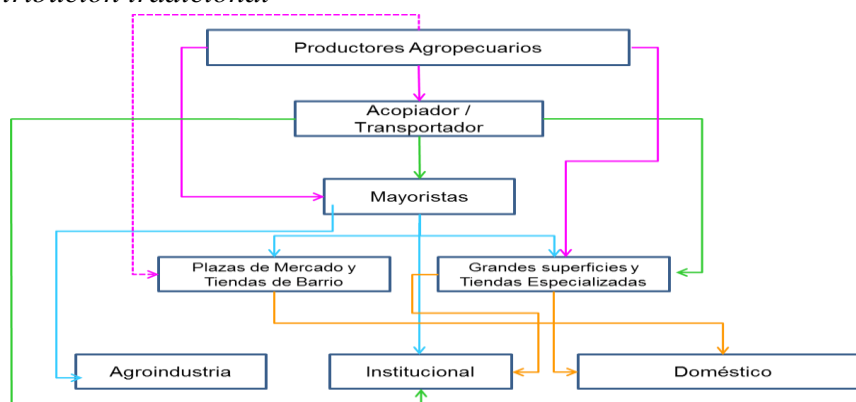 Productores Agropecuarios
Acopiador /
Transportador
Mayoristas
Plazas de Mercado y
Tiendas de Barrio
Grandes superficies y
Tiendas Especializadas
Agroindustria
Institucional
Doméstico